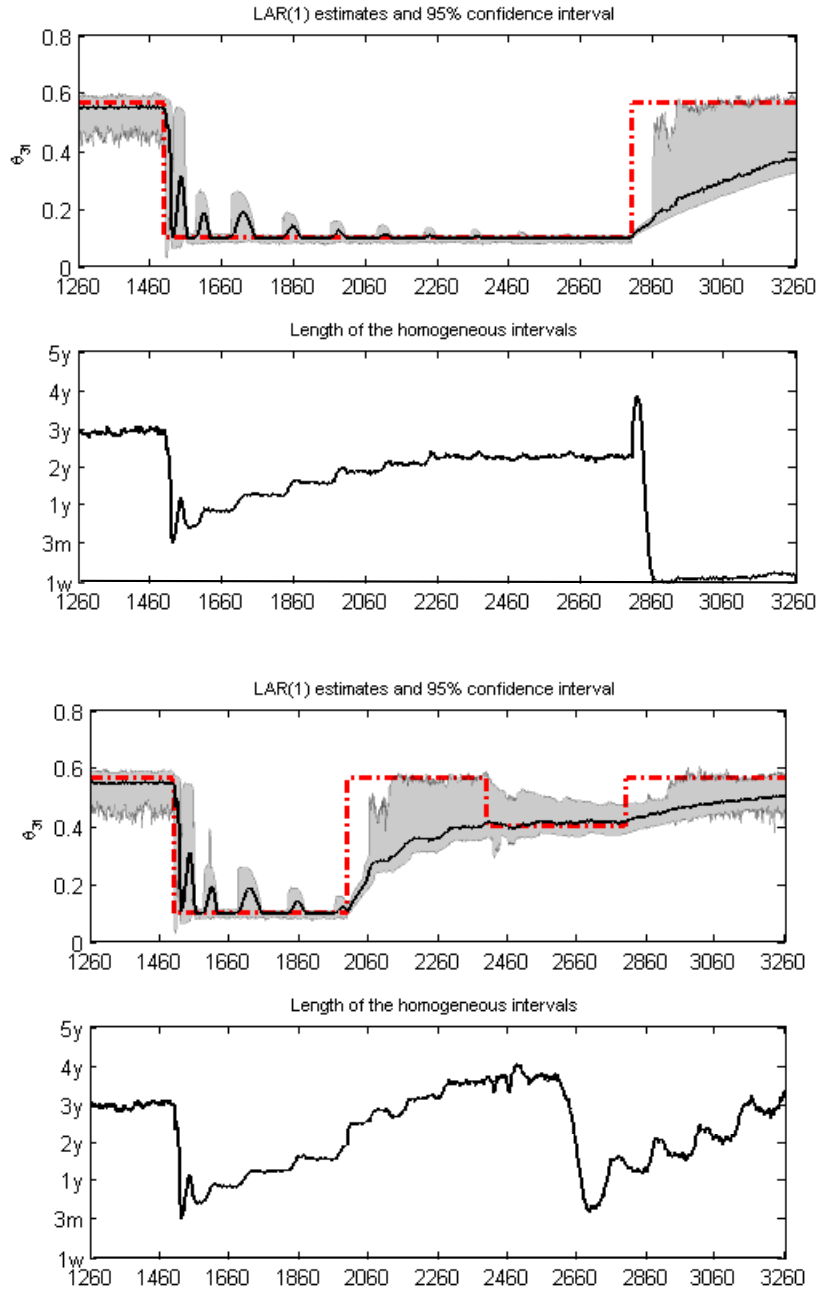 LAR(1) estimates and 95% confidence interval
0.8
0.6
0.4
0.2
0
θ3t
1260 1460 1660 1860 2060 2260 2460 2660 2860 3060 3260
Length of the homogeneous intervals
5y
4y
3y
2y
1y
3m
1w
1260 1460 1660 1860 2060 2260 2460 2660 2860 3060 3260
LAR(1) estimates and 95% confidence interval
0.8
0.6
0.4
0.2
0
θ3t
1260 1460 1660 1860 2060 2260 2460 2660 2860 3060 3260
Length of the homogeneous intervals
5y
4y
3y
2y
1y
3m
1w
1260 1460 1660 1860 2060 2260 2460 2660 2860 3060 3260